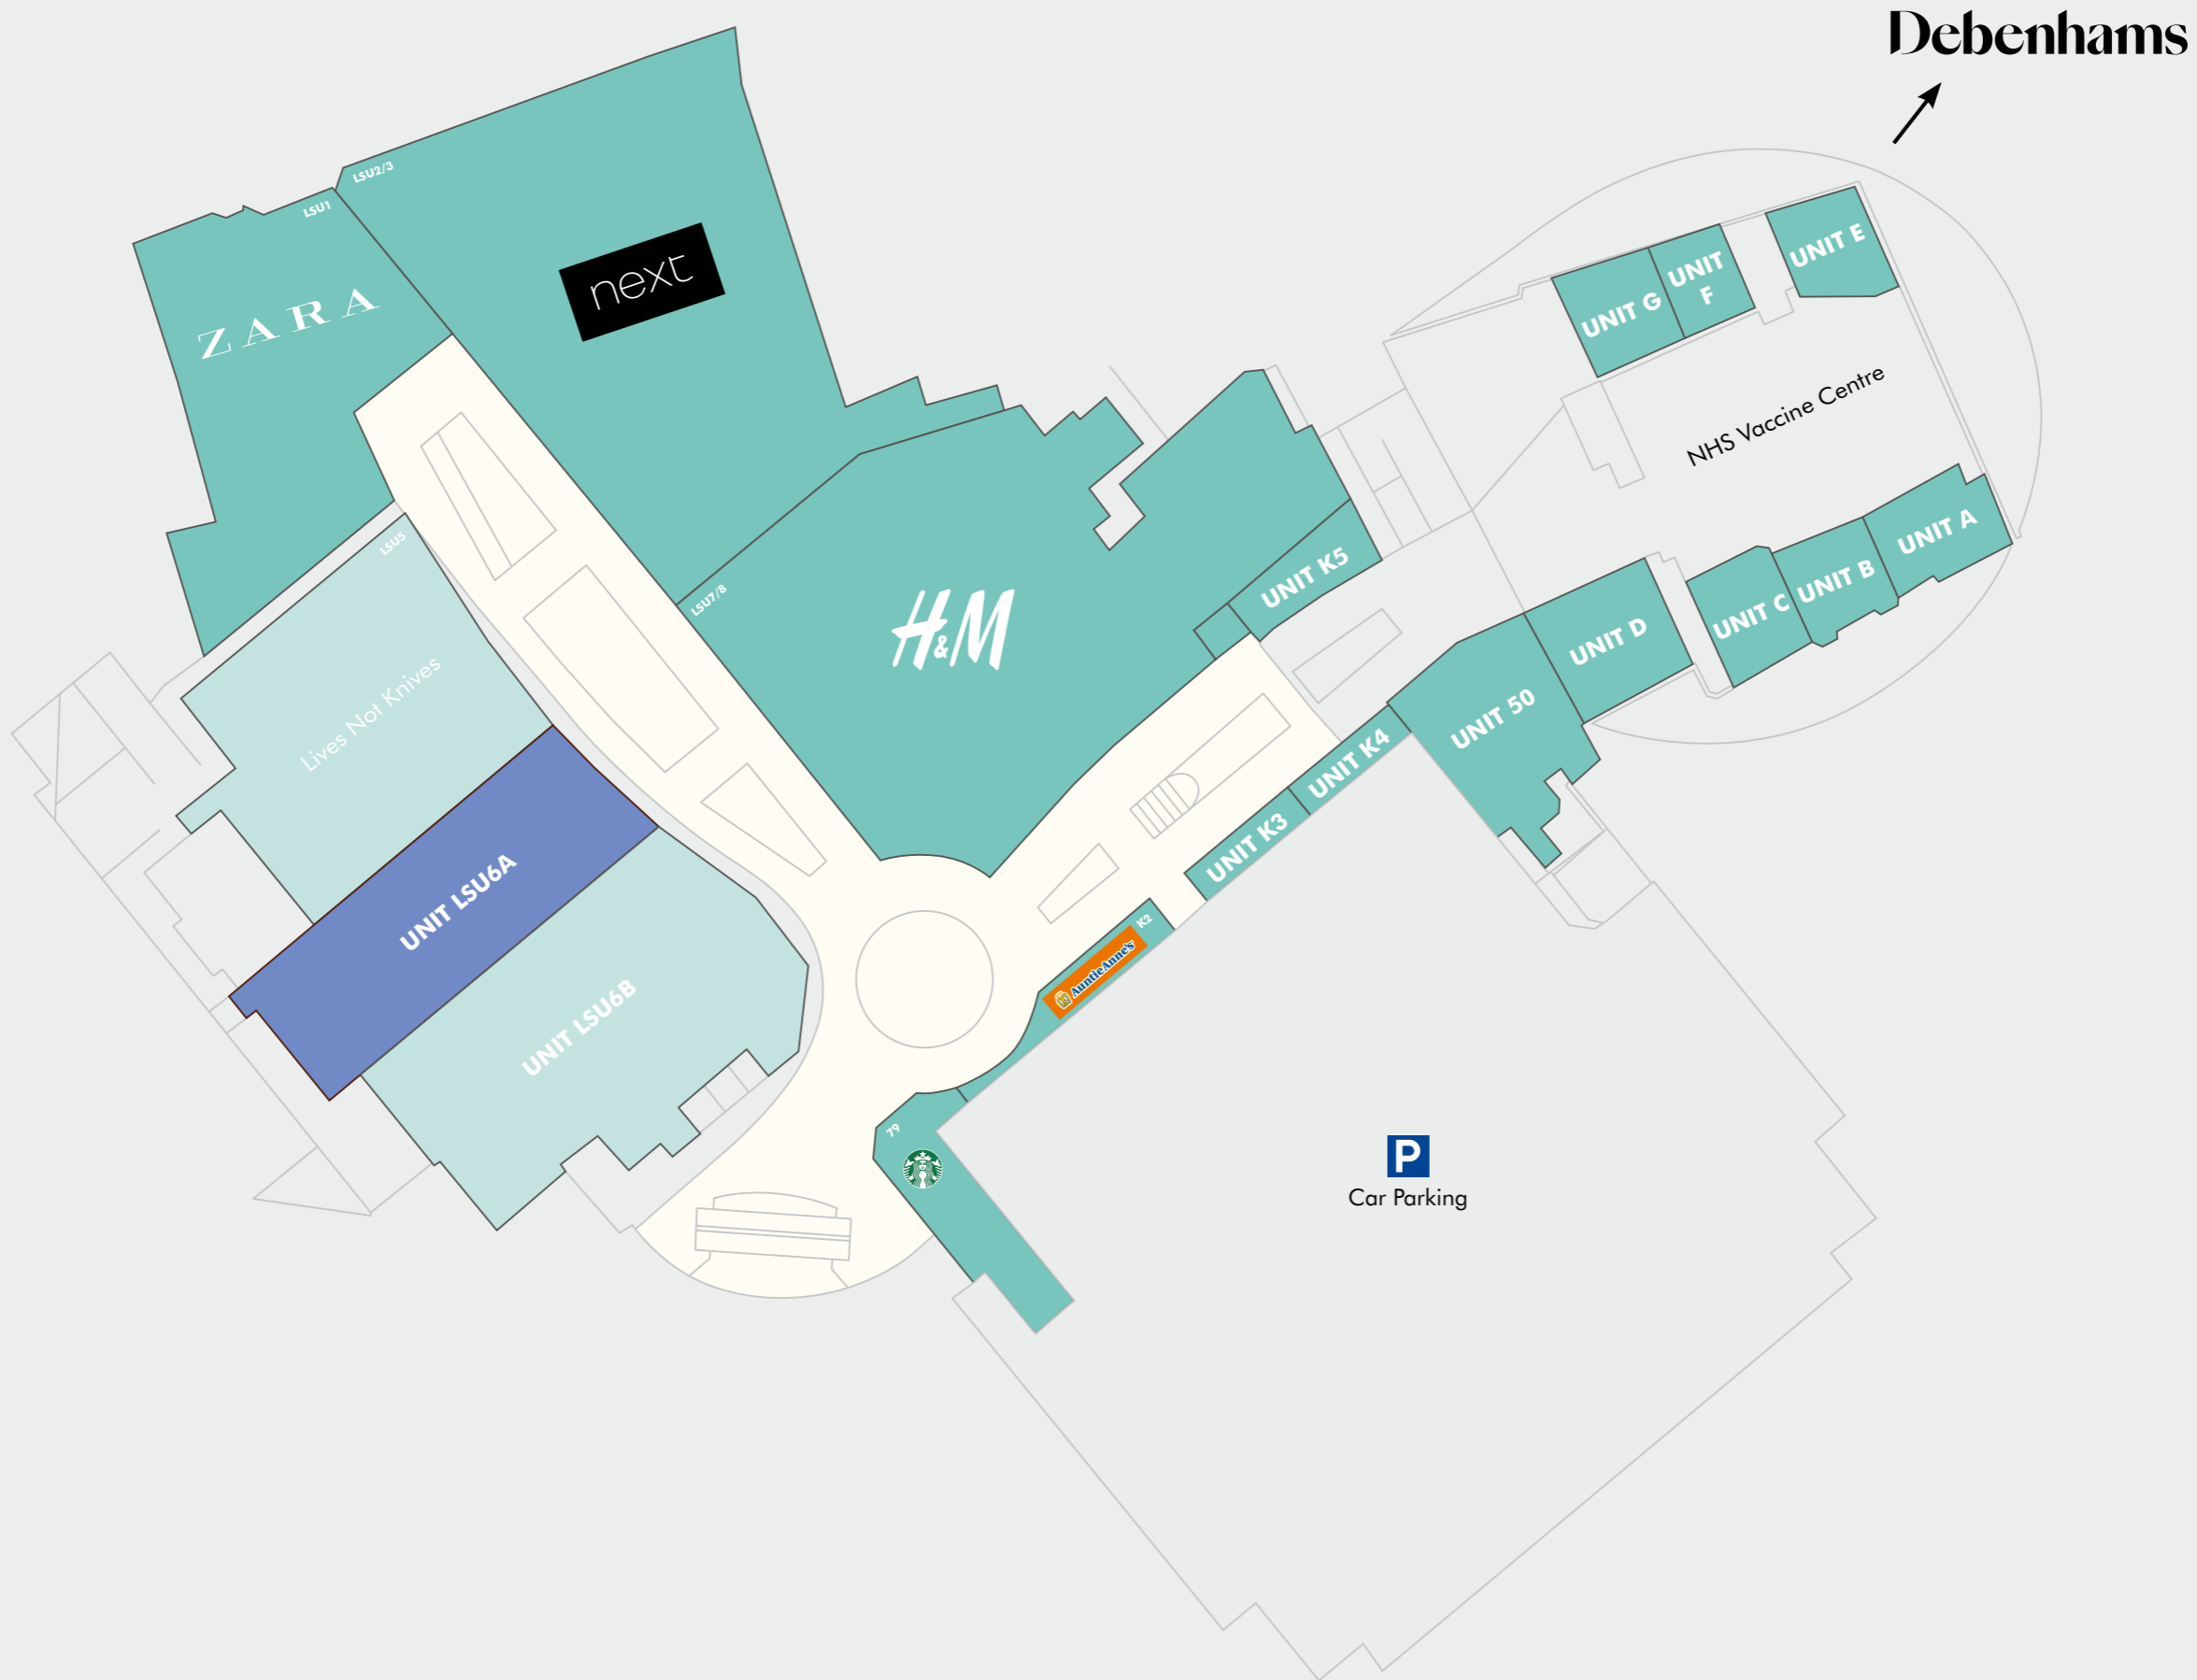 Debenhams
LSU2/3
LSU1
ZARA
next
UNIT E
UNIT
F
UNIT G
NHS Vaccine Centre
LSU5
Lives Not Knives
LSU7/8
H&M
UNIT K5
UNIT A
UNIT B
UNIT C
UNIT D
UNIT 50
UNIT K4
UNIT K3
UNIT LSU6A
UNIT LSU6B
K2
AuntieAnne's
79
P
Car Parking